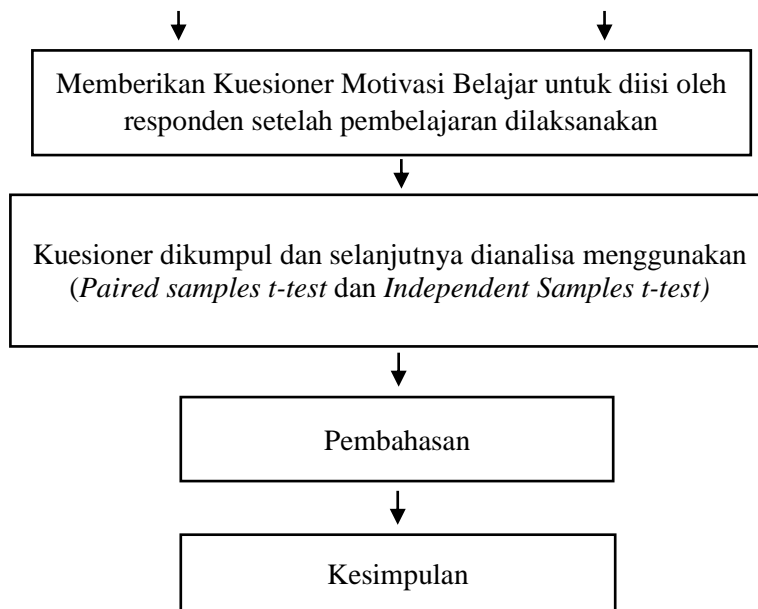 Memberikan Kuesioner Motivasi Belajar untuk diisi oleh
responden setelah pembelajaran dilaksanakan
Kuesioner dikumpul dan selanjutnya dianalisa menggunakan
(Paired samples t-test dan Independent Samples t-test)
Pembahasan
Kesimpulan